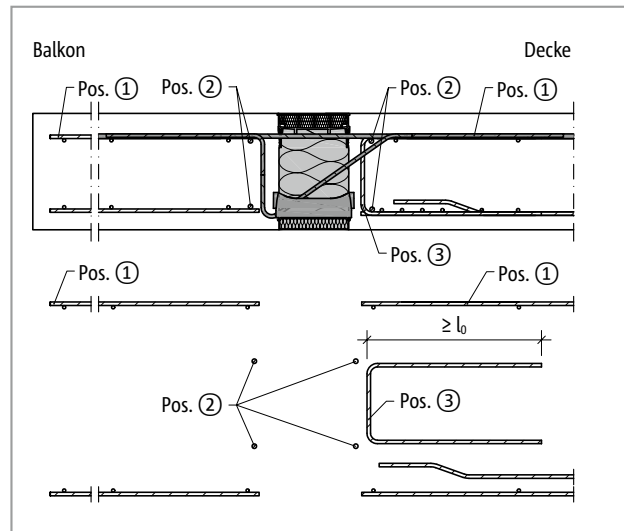 Balkon Decke
Pos. ① Pos. ② Pos. ② Pos. ①
Pos. ③
Pos. ① Pos. ①
≥ l₀
Pos. ② Pos. ③